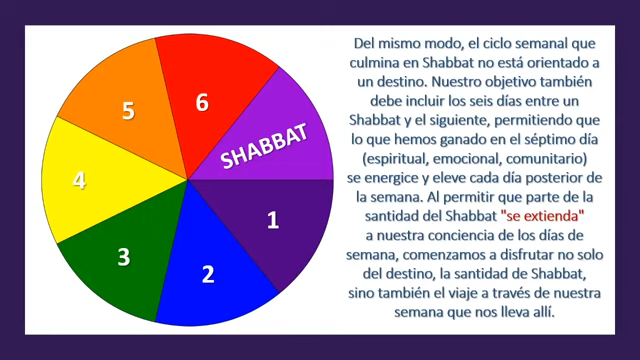 Del mismo modo, el ciclo semanal que
culmina en Shabbat no está orientado a
un destino. Nuestro objetivo también
debe incluir los seis días entre un
Shabbat y el siguiente, permitiendo que
lo que hemos ganado en el séptimo día
(espiritual, emocional, comunitario)
se energice y eleve cada día posterior de
la semana. Al permitir que parte de la
santidad del Shabbat "se extienda"
a nuestra conciencia de los días de
semana, comenzamos a disfrutar no solo
del destino, la santidad de Shabbat,
sino también el viaje a través de nuestra
semana que nos lleva allí.
SHABBAT
1
2
3
4
5
6